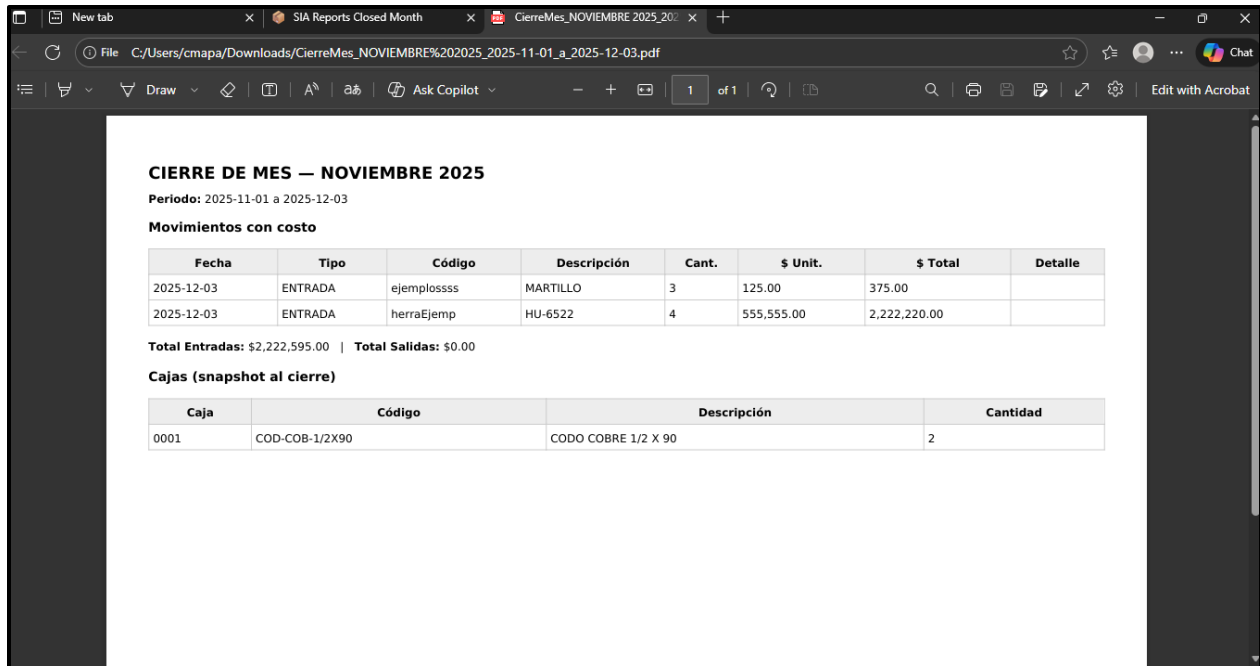 New tab
SIA Reports Closed Month
CierreMes_NOVIEMBRE 2025_202
File C:/Users/cmapa/Downloads/CierreMes_NOVIEMBRE%202025_2025-11-01_a_2025-12-03.pdf
Chat
Draw
aあ
Ask Copilot
1 of 1
Edit with Acrobat
CIERRE DE MES — NOVIEMBRE 2025
Periodo: 2025-11-01 a 2025-12-03
Movimientos con costo
Fecha Tipo Código Descripción Cant. $ Unit. $ Total Detalle
2025-12-03 ENTRADA ejemplossss MARTILLO 3 125.00 375.00
2025-12-03 ENTRADA herraEjemp HU-6522 4 555,555.00 2,222,220.00
Total Entradas: $2,222,595.00 | Total Salidas: $0.00
Cajas (snapshot al cierre)
Caja Código Descripción Cantidad
0001 COD-COB-1/2X90 CODO COBRE 1/2 X 90 2